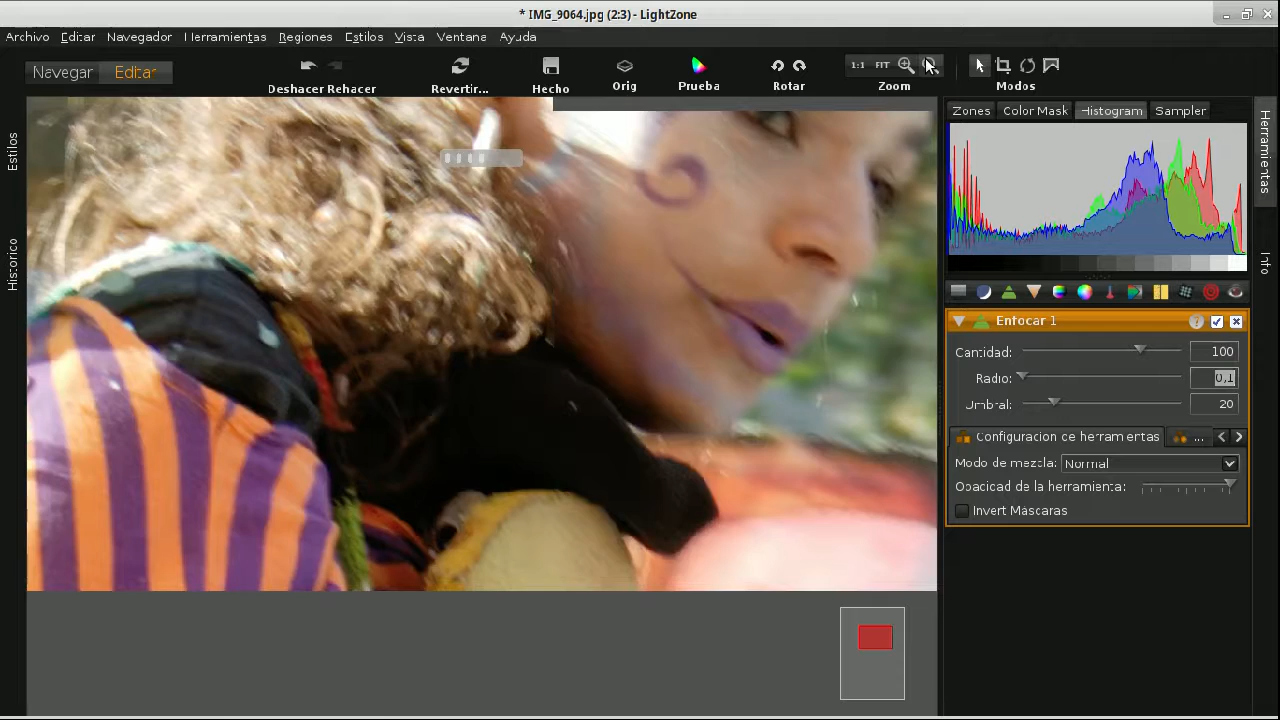 * IMG_9064.jpg (2:3) - LightZone
Archivo Editar Navegador Herramientas Regiones Estilos Vista Ventana Ayuda
Navegar Editar
Deshacer Rehacer Revertir... Hecho Orig Prueba Rotar
1:1 FIT
Zoom Modos
Zones Color Mask Histogram Sampler
Estilos
Historico
Herramientas
Info
Enfocar 1 ?
Cantidad: 100
Radio: 0,1
Umbral: 20
Configuracion de herramientas ...
Modo de mezcla: Normal
Opacidad de la herramienta:
Invert Mascaras